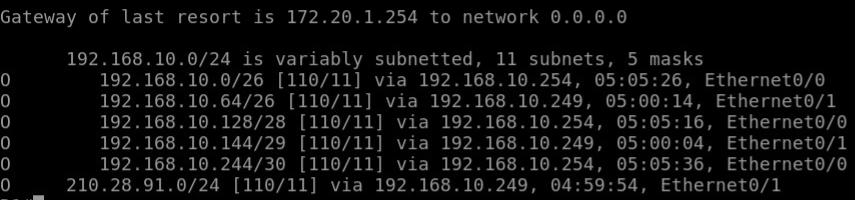 Gateway of last resort is 172.20.1.254 to network 0.0.0.0
192.168.10.0/24 is variably subnetted, 11 subnets, 5 masks
O 192.168.10.0/26 [110/11] via 192.168.10.254, 05:05:26, Ethernet0/0
O 192.168.10.64/26 [110/11] via 192.168.10.249, 05:00:14, Ethernet0/1
O 192.168.10.128/28 [110/11] via 192.168.10.254, 05:05:16, Ethernet0/0
O 192.168.10.144/29 [110/11] via 192.168.10.249, 05:00:04, Ethernet0/1
O 192.168.10.244/30 [110/11] via 192.168.10.254, 05:05:36, Ethernet0/0
O 210.28.91.0/24 [110/11] via 192.168.10.249, 04:59:54, Ethernet0/1